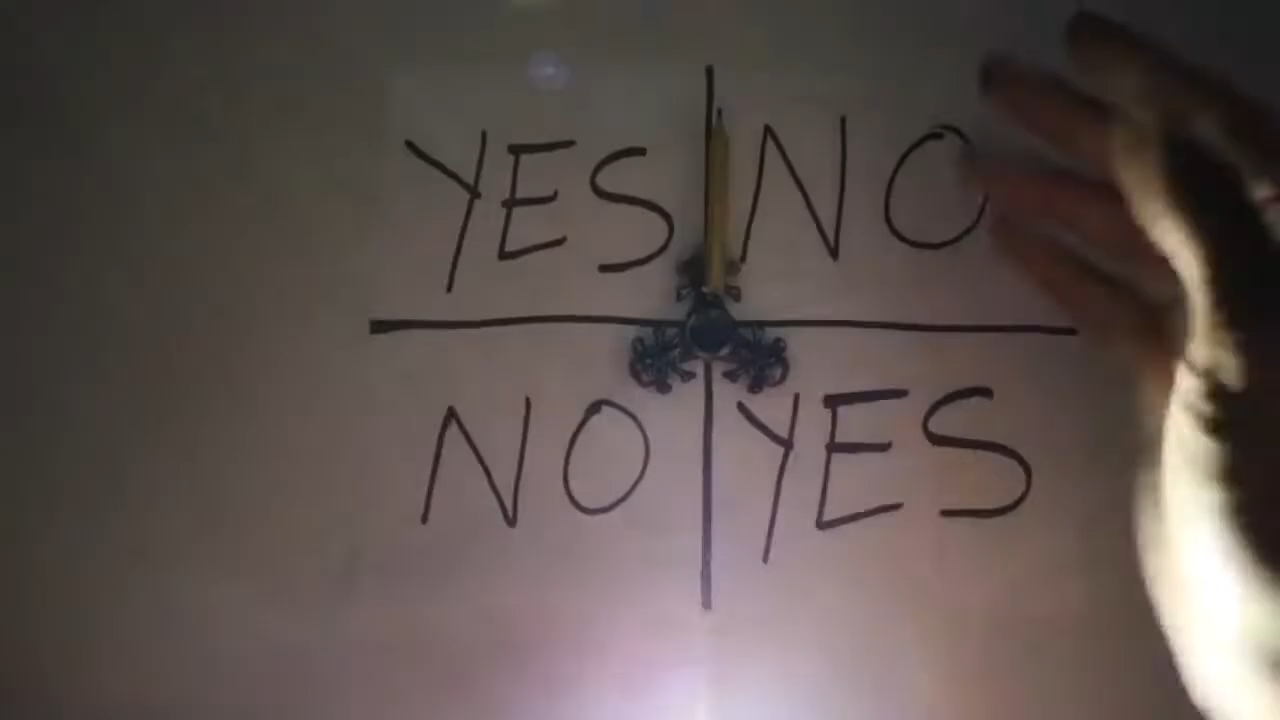 YES NO
NO YES